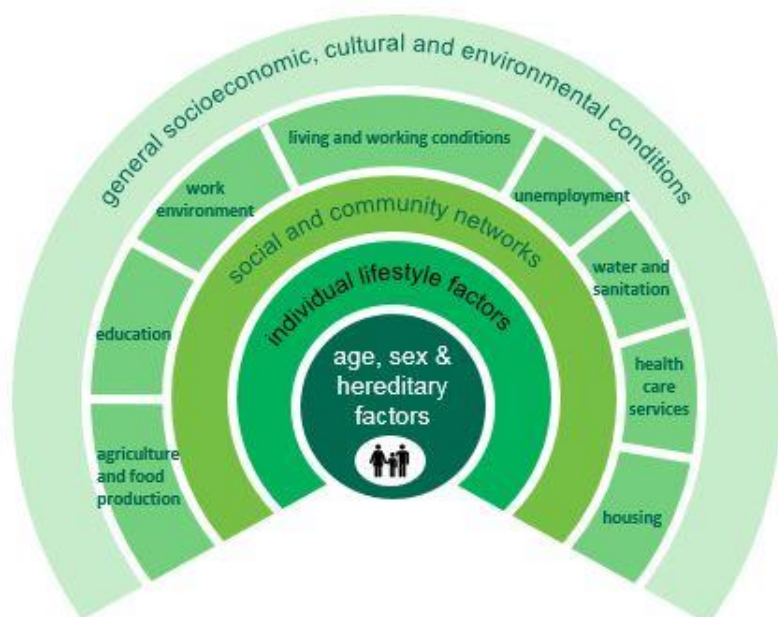 general socioeconomic, cultural and environmental conditions
living and working conditions
work
environment
unemployment
social and community networks
water and
sanitation
individual lifestyle factors
education
age, sex &
hereditary
factors
health
care
services
agriculture
and food
production
housing